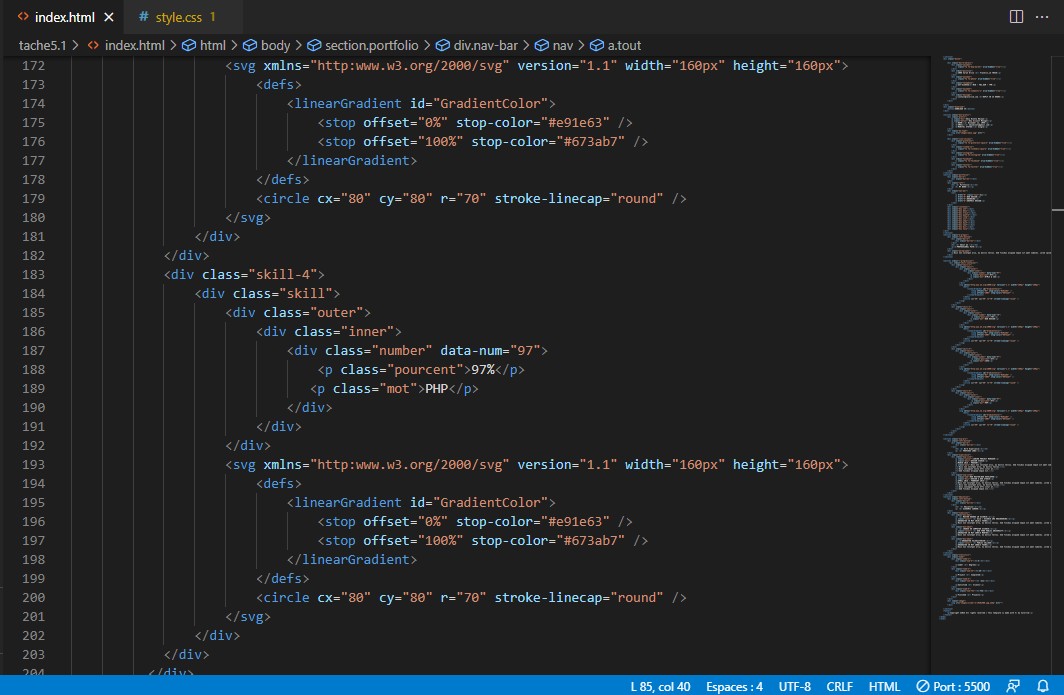 index.html
style.css 1
tache5.1 > index.html > html > body > section.portfolio > div.nav-bar > nav > a.tout
172 <svg xmlns="http:www.w3.org/2000/svg" version="1.1" width="160px" height="160px">
173 <defs>
174 <linearGradient id="GradientColor">
175 <stop offset="0%" stop-color="#e91e63" />
176 <stop offset="100%" stop-color="#673ab7" />
177 </linearGradient>
178 </defs>
179 <circle cx="80" cy="80" r="70" stroke-linecap="round" />
180 </svg>
181 </div>
182 </div>
183 <div class="skill-4">
184 <div class="skill">
185 <div class="outer">
186 <div class="inner">
187 <div class="number" data-num="97">
188 <p class="pourcent">97%</p>
189 <p class="mot">PHP</p>
190 </div>
191 </div>
192 </div>
193 <svg xmlns="http:www.w3.org/2000/svg" version="1.1" width="160px" height="160px">
194 <defs>
195 <linearGradient id="GradientColor">
196 <stop offset="0%" stop-color="#e91e63" />
197 <stop offset="100%" stop-color="#673ab7" />
198 </linearGradient>
199 </defs>
200 <circle cx="80" cy="80" r="70" stroke-linecap="round" />
201 </svg>
202 </div>
203 </div>
204 </div>
L 85, col 40 Espaces : 4 UTF-8 CRLF HTML Port : 5500